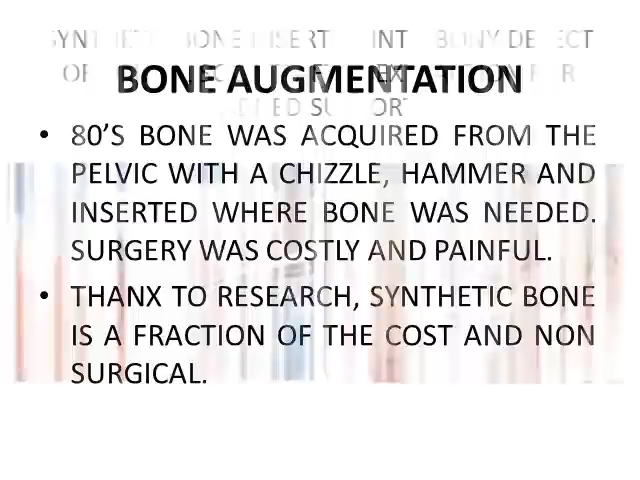 BONE AUGMENTATION
• 80’S BONE WAS ACQUIRED FROM THE
PELVIC WITH A CHIZZLE, HAMMER AND
INSERTED WHERE BONE WAS NEEDED.
SURGERY WAS COSTLY AND PAINFUL.
• THANX TO RESEARCH, SYNTHETIC BONE
IS A FRACTION OF THE COST AND NON
SURGICAL.